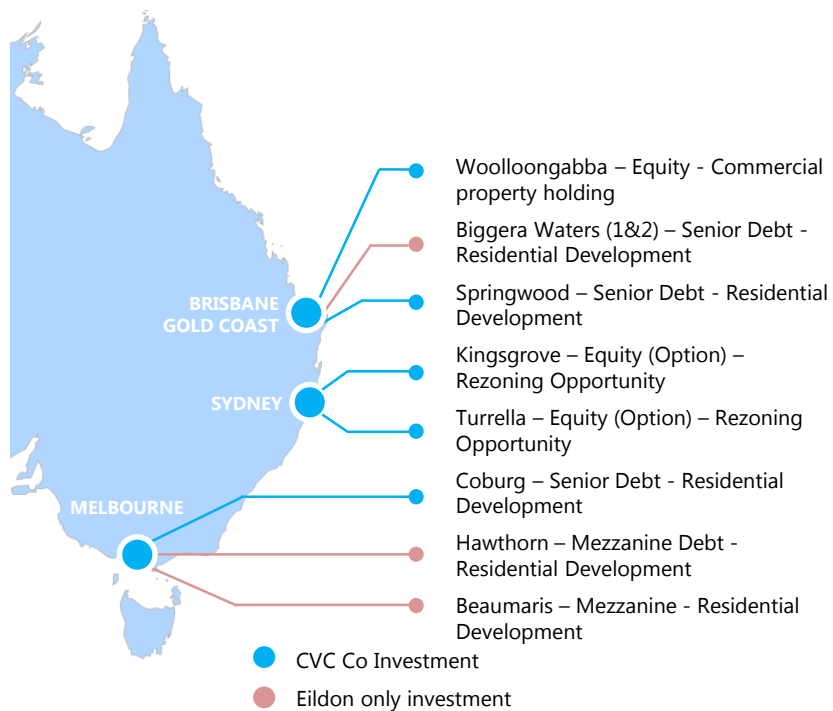 Woolloongabba – Equity - Commercial
property holding
Biggera Waters (1&2) – Senior Debt -
Residential Development
BRISBANE
GOLD COAST
Springwood – Senior Debt - Residential
Development
Kingsgrove – Equity (Option) –
Rezoning Opportunity
SYDNEY
Turrella – Equity (Option) – Rezoning
Opportunity
MELBOURNE
Coburg – Senior Debt - Residential
Development
Hawthorn – Mezzanine Debt -
Residential Development
Beaumaris – Mezzanine - Residential
Development
CVC Co Investment
Eildon only investment